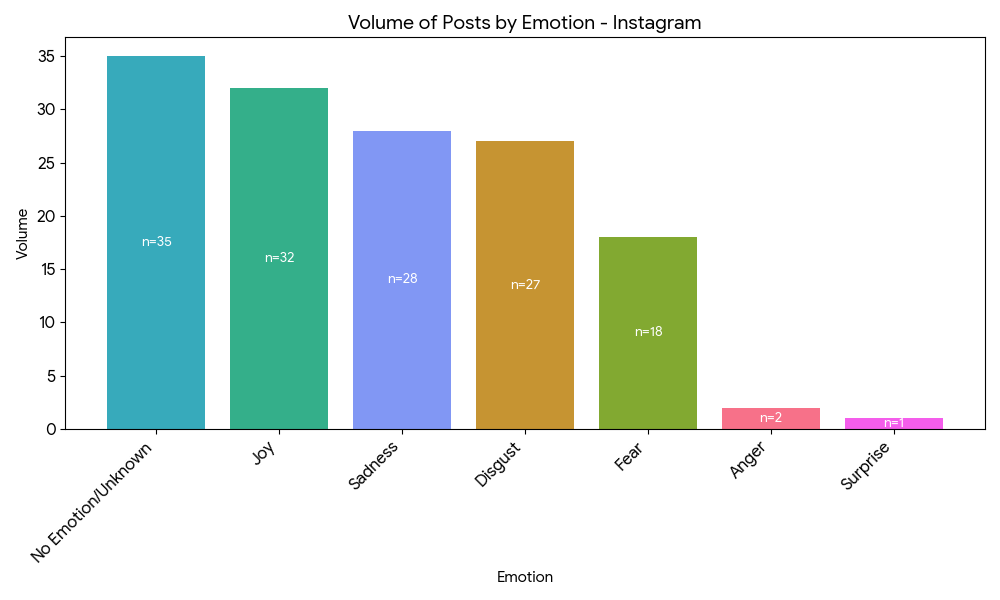 Volume of Posts by Emotion - Instagram
Volume
35
30
25
20
15
10
5
0
n=35
n=32
n=28
n=27
n=18
n=2
n=1
No Emotion/Unknown
Joy
Sadness
Disgust
Fear
Anger
Surprise
Emotion